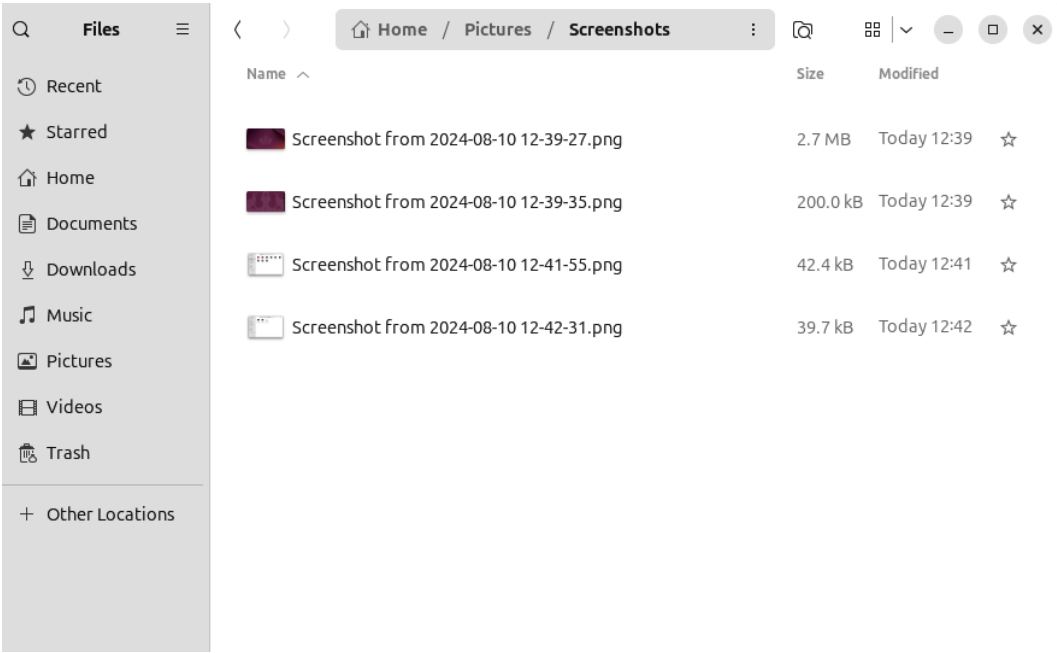 Files
Home / Pictures / Screenshots
Recent
Starred
Home
Documents
Downloads
Music
Pictures
Videos
Trash
+ Other Locations
Name Size Modified
Screenshot from 2024-08-10 12-39-27.png 2.7 MB Today 12:39
Screenshot from 2024-08-10 12-39-35.png 200.0 kB Today 12:39
Screenshot from 2024-08-10 12-41-55.png 42.4 kB Today 12:41
Screenshot from 2024-08-10 12-42-31.png 39.7 kB Today 12:42